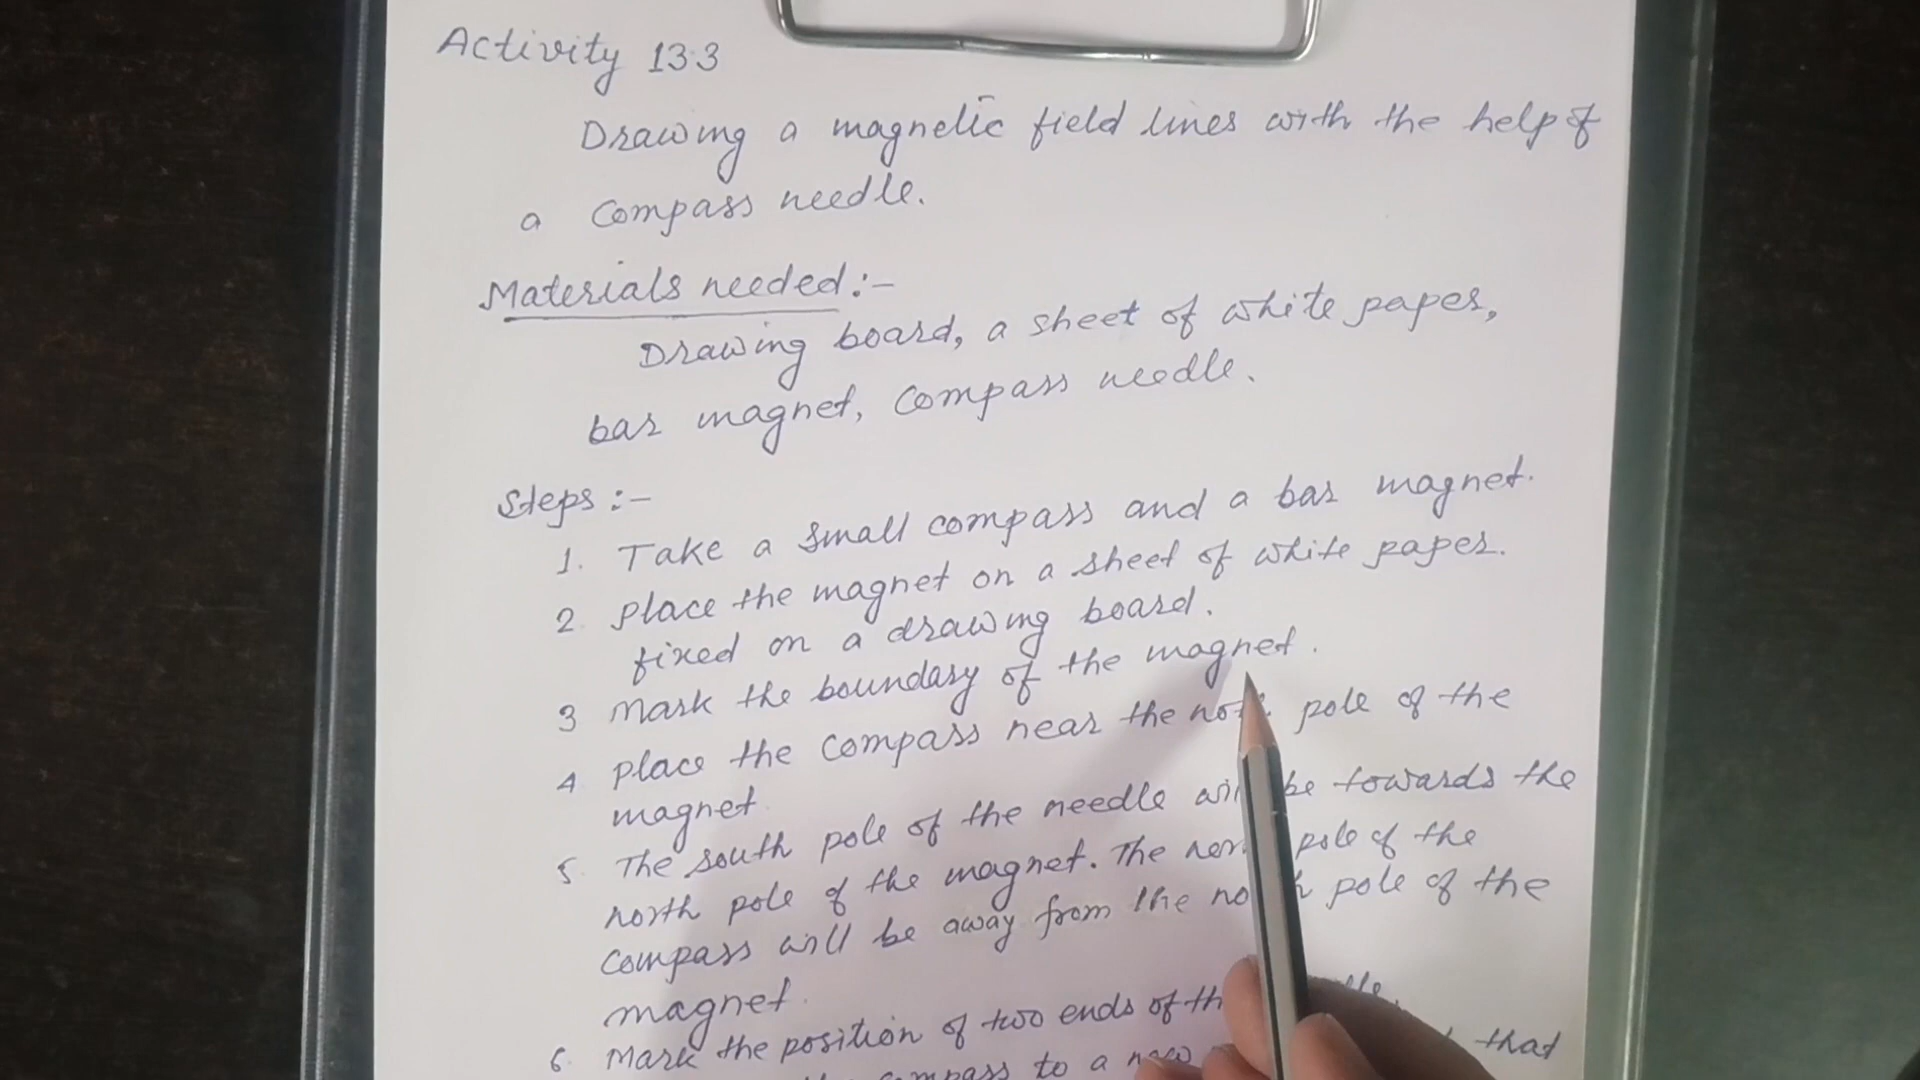 Activity 13.3
Drawing a magnetic field lines with the help of
a compass needle.
Materials needed:-
Drawing board, a sheet of white paper,
bar magnet, compass needle.
Steps:-
1. Take a small compass and a bar magnet.
2 place the magnet on a sheet of white paper.
fixed on a drawing board.
3 Mark the boundary of the magnet.
4 place the compass near the pole of the
magnet
5. The south pole of the needle be towards the
north pole of the magnet. The pole of the
compass will be away from the pole of the
magnet.
6. Mark the position of two ends of
compass to a new that